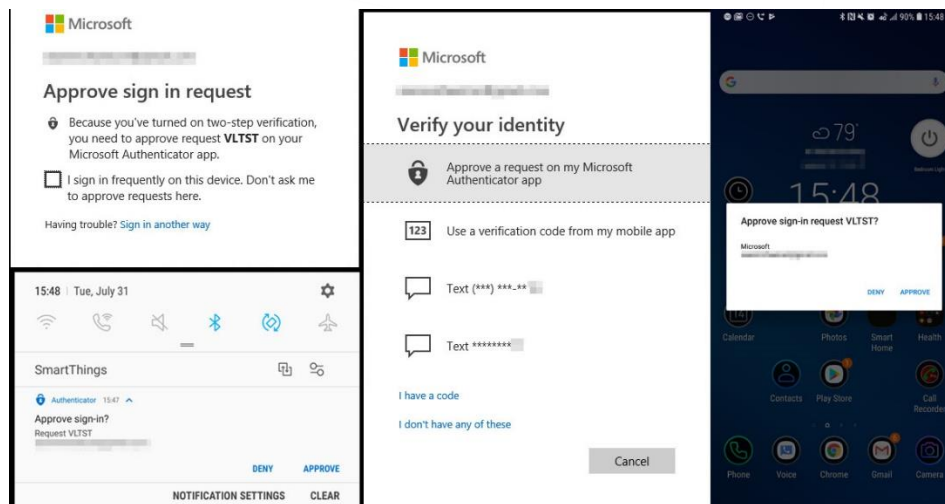 Microsoft
Approve sign in request
Because you've turned on two-step verification,
you need to approve request VLTST on your
Microsoft Authenticator app.
I sign in frequently on this device. Don't ask me
to approve requests here.
Having trouble? Sign in another way
15:48 Tue, July 31
SmartThings
Authenticator 15:47
Approve sign-in?
Request VLTST
DENY APPROVE
NOTIFICATION SETTINGS CLEAR
Microsoft
Verify your identity
Approve a request on my Microsoft
Authenticator app
123 Use a verification code from my mobile app
Text (***) ***-**
Text ********
I have a code
I don't have any of these
Cancel
90% 15:48
79°
15:48
Approve sign-in request VLTST?
Microsoft
DENY APPROVE
Calendar Photos Smart Health
Home
Contacts Play Store Call
Recorder
Phone Voice Chrome Gmail Camera